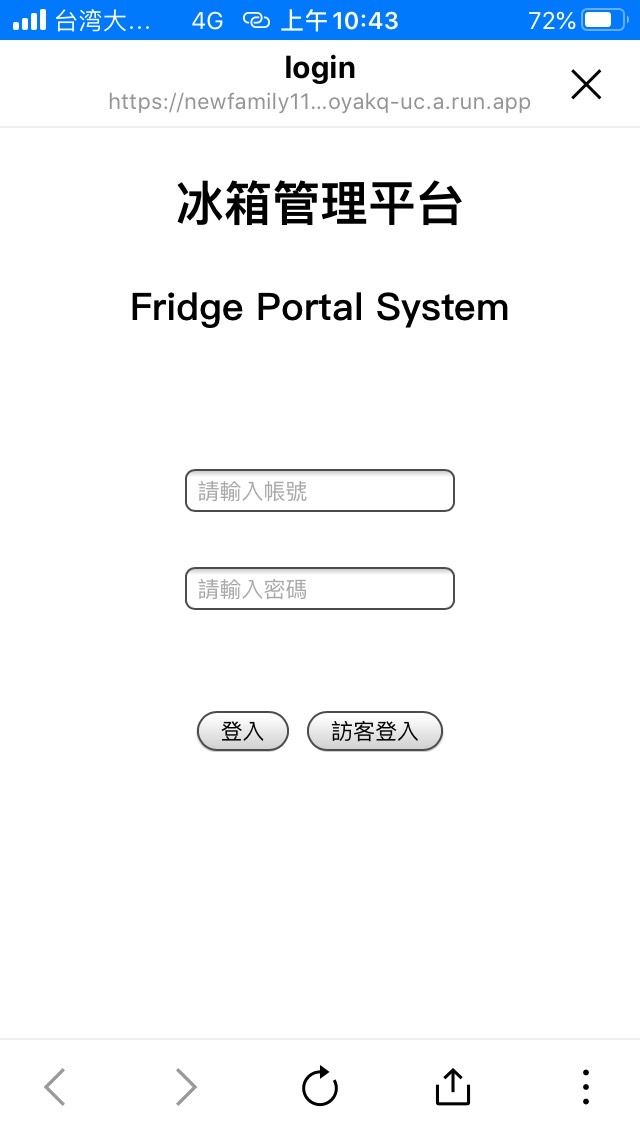 台湾大... 4G 上午10:43 72%
login
https://newfamily11...oyakq-uc.a.run.app
冰箱管理平台
Fridge Portal System
請輸入帳號
請輸入密碼
登入 訪客登入